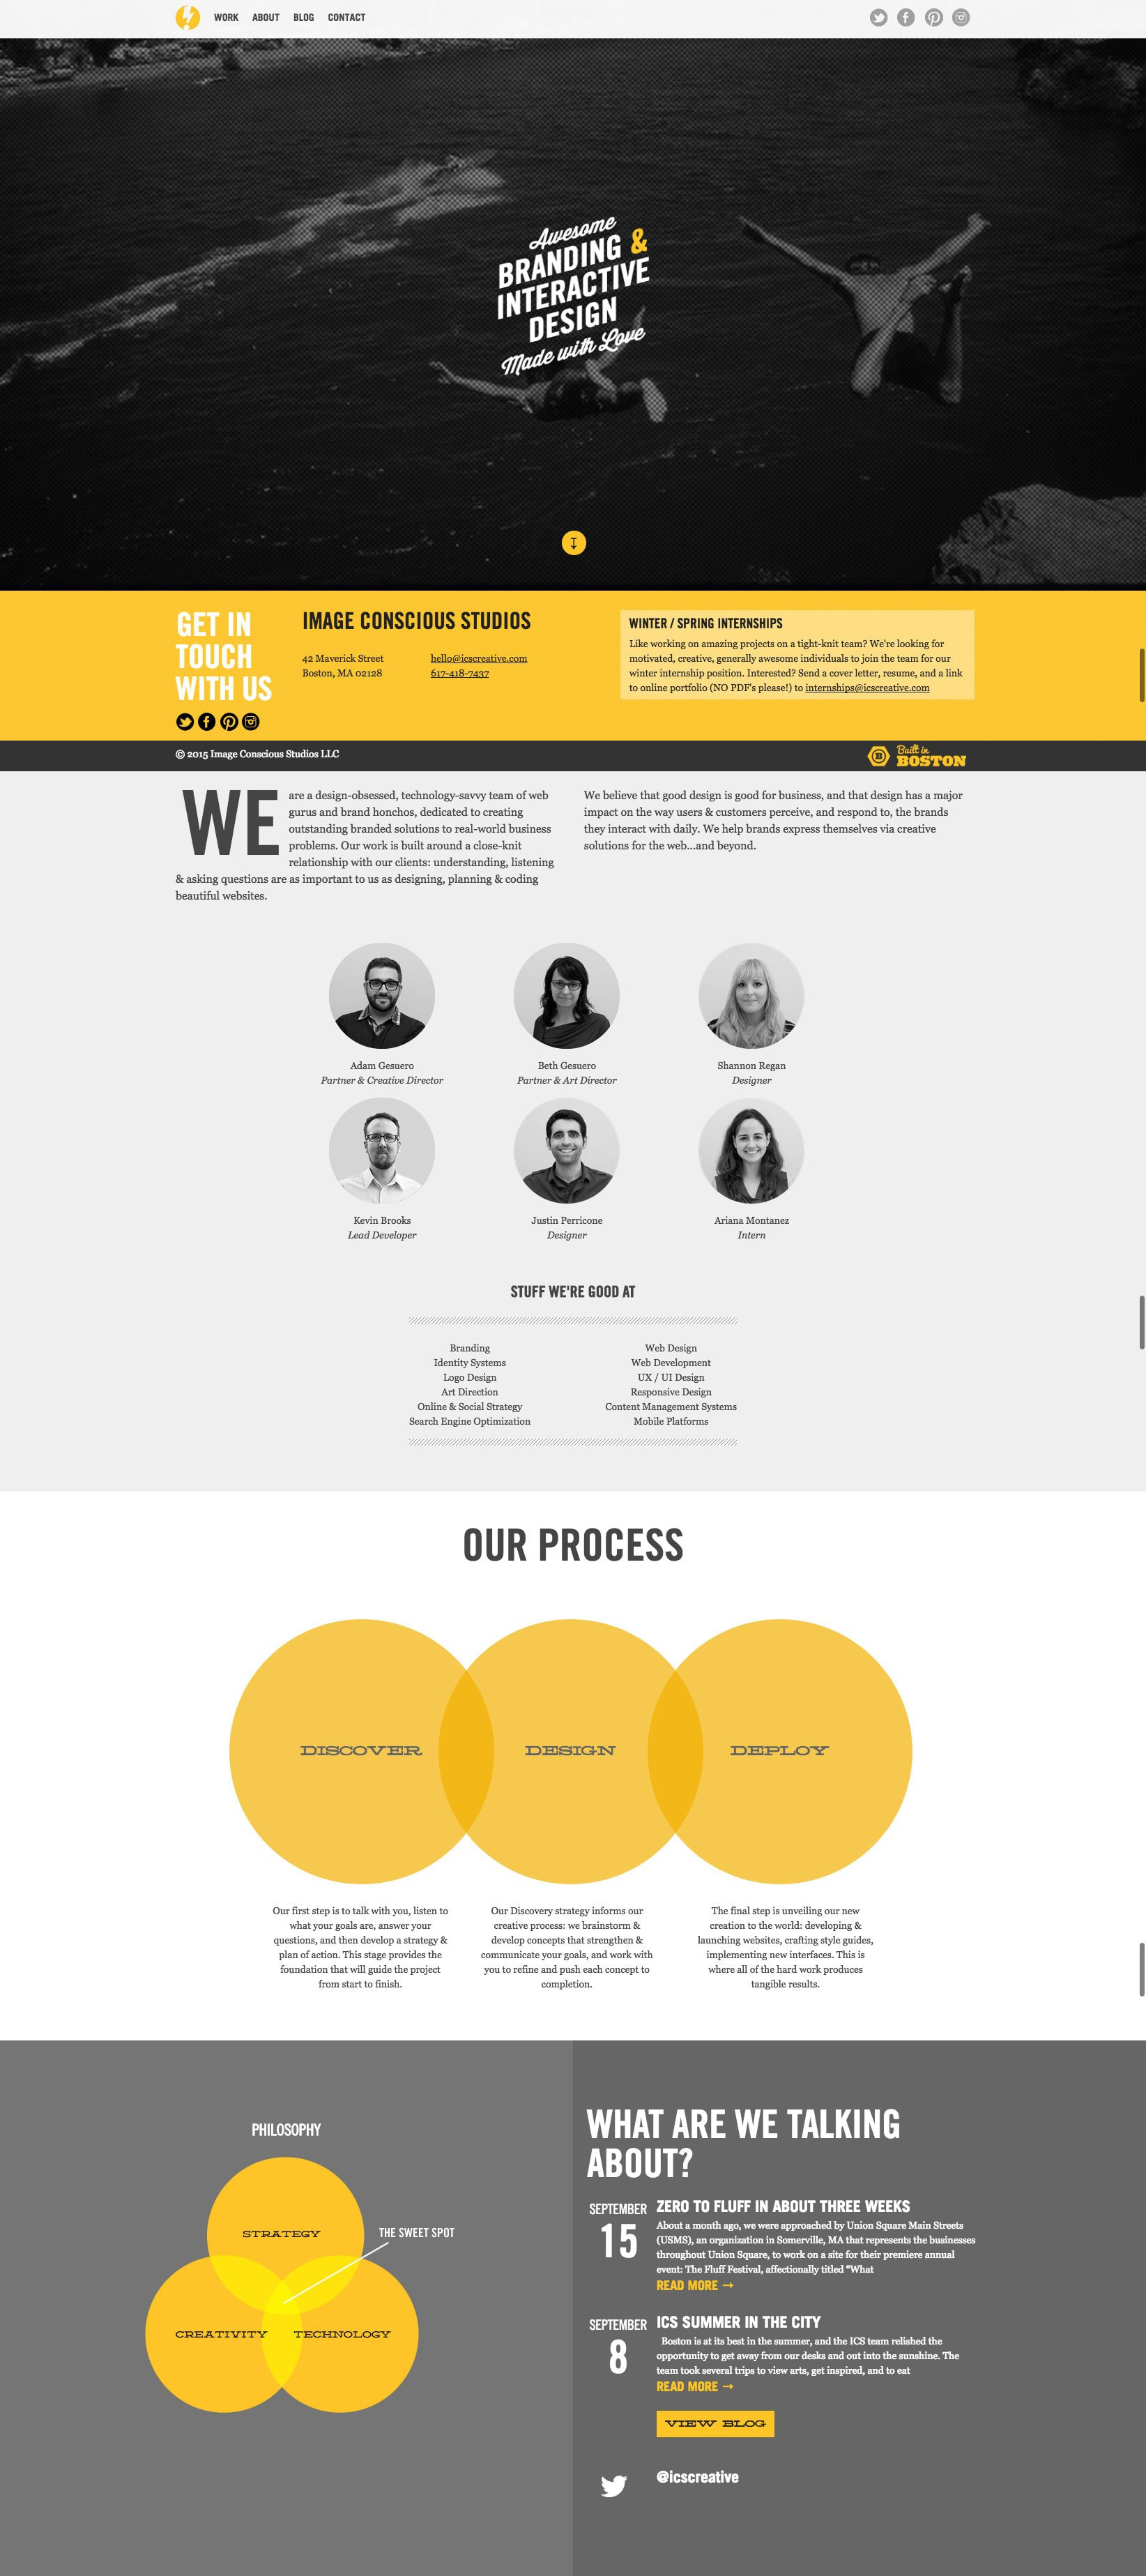 WORK ABOUT BLOG CONTACT
Awesome
BRANDING &
INTERACTIVE
DESIGN
Made with Love
GET IN
TOUCH
WITH US
IMAGE CONSCIOUS STUDIOS
42 Maverick Street
Boston, MA 02128
hello@icscreative.com
617-418-7437
WINTER / SPRING INTERNSHIPS
Like working on amazing projects on a tight-knit team? We're looking for
motivated, creative, generally awesome individuals to join the team for our
winter internship position. Interested? Send a cover letter, resume, and a link
to online portfolio (NO PDF's please!) to internships@icscreative.com
© 2015 Image Conscious Studios LLC
Built in
BOSTON
WE are a design-obsessed, technology-savvy team of web
gurus and brand honchos, dedicated to creating
outstanding branded solutions to real-world business
problems. Our work is built around a close-knit
relationship with our clients: understanding, listening
& asking questions are as important to us as designing, planning & coding
beautiful websites.
We believe that good design is good for business, and that design has a major
impact on the way users & customers perceive, and respond to, the brands
they interact with daily. We help brands express themselves via creative
solutions for the web...and beyond.
Adam Gesuero
Partner & Creative Director
Beth Gesuero
Partner & Art Director
Shannon Regan
Designer
Kevin Brooks
Lead Developer
Justin Perricone
Designer
Ariana Montanez
Intern
STUFF WE'RE GOOD AT
Branding
Identity Systems
Logo Design
Art Direction
Online & Social Strategy
Search Engine Optimization
Web Design
Web Development
UX / UI Design
Responsive Design
Content Management Systems
Mobile Platforms
OUR PROCESS
DISCOVER
DESIGN
DEPLOY
Our first step is to talk with you, listen to
what your goals are, answer your
questions, and then develop a strategy &
plan of action. This stage provides the
foundation that will guide the project
from start to finish.
Our Discovery strategy informs our
creative process: we brainstorm &
develop concepts that strengthen &
communicate your goals, and work with
you to refine and push each concept to
completion.
The final step is unveiling our new
creation to the world: developing &
launching websites, crafting style guides,
implementing new interfaces. This is
where all of the hard work produces
tangible results.
PHILOSOPHY
STRATEGY
THE SWEET SPOT
CREATIVITY
TECHNOLOGY
WHAT ARE WE TALKING
ABOUT?
SEPTEMBER
15
ZERO TO FLUFF IN ABOUT THREE WEEKS
About a month ago, we were approached by Union Square Main Streets
(USMS), an organization in Somerville, MA that represents the businesses
throughout Union Square, to work on a site for their premiere annual
event: The Fluff Festival, affectionally titled “What
READ MORE →
SEPTEMBER
8
ICS SUMMER IN THE CITY
Boston is at its best in the summer, and the ICS team relished the
opportunity to get away from our desks and out into the sunshine. The
team took several trips to view arts, get inspired, and to eat
READ MORE →
VIEW BLOG
@icscreative